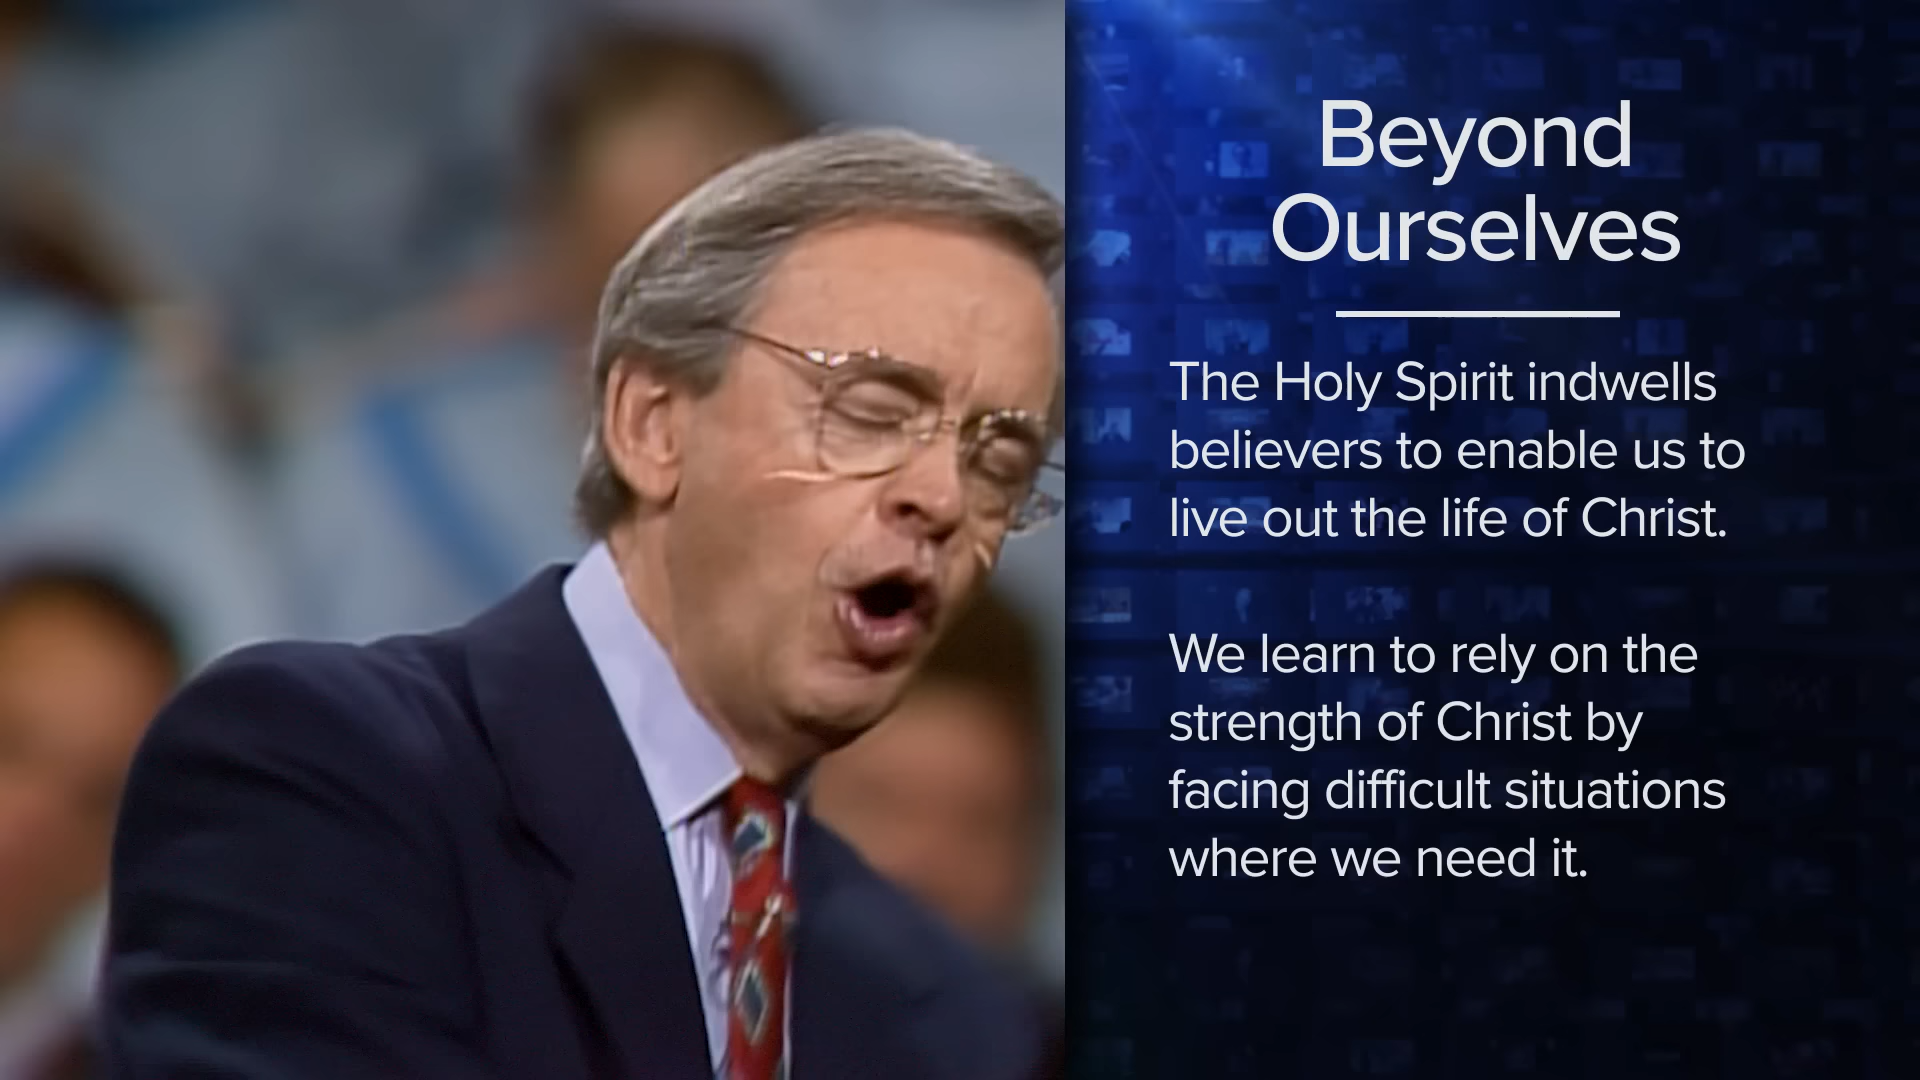 Beyond
Ourselves
The Holy Spirit indwells
believers to enable us to
live out the life of Christ.
We learn to rely on the
strength of Christ by
facing difficult situations
where we need it.